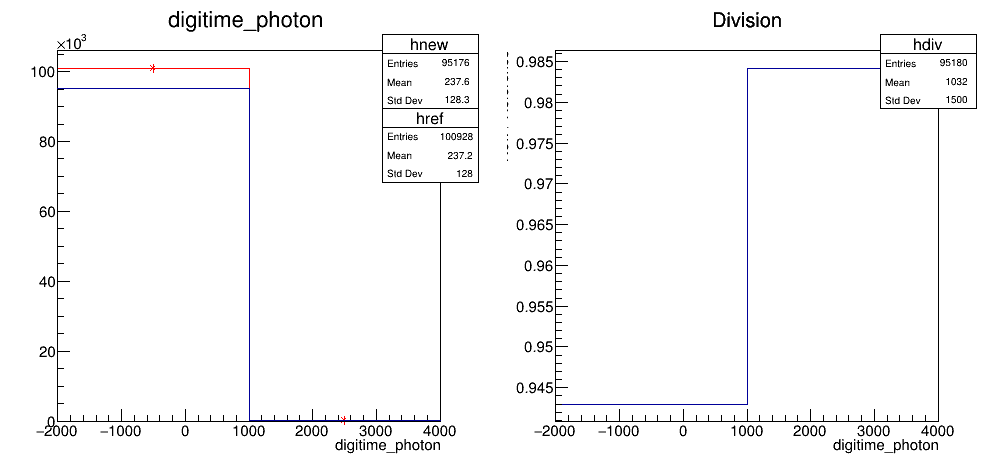 digitime_photon
×10³
hnew
Entries 95176
Mean 237.6
Std Dev 128.3
href
Entries 100928
Mean 237.2
Std Dev 128
100
80
60
40
20
0
−2000 −1000 0 1000 2000 3000 4000
digitime_photon
Division
hdiv
Entries 95180
Mean 1032
Std Dev 1500
0.985
0.98
0.975
0.97
0.965
0.96
0.955
0.95
0.945
−2000 −1000 0 1000 2000 3000 4000
digitime_photon